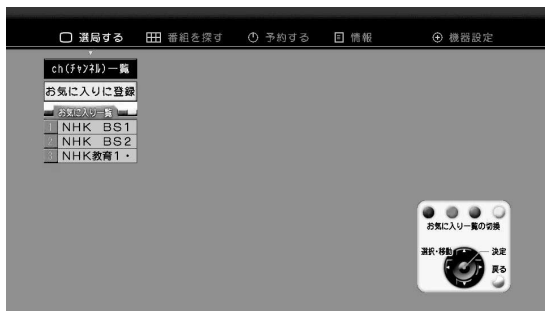 選局する 番組を探す 予約する 情報 機器設定
ch(チャンネル)一覧
お気に入りに登録
お気に入り一覧
1 NHK BS1
2 NHK BS2
3 NHK教育1・
お気に入り一覧の切換
選択・移動 決定
戻る